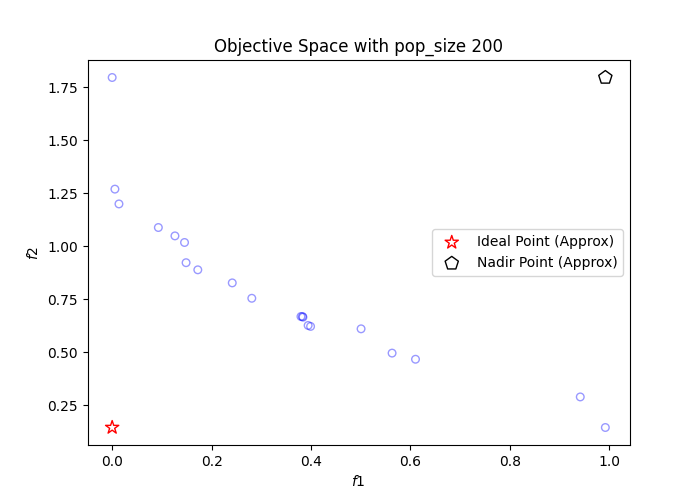 Objective Space with pop_size 200
f2
1.75
1.50
1.25
1.00
0.75
0.50
0.25
Ideal Point (Approx)
Nadir Point (Approx)
0.0 0.2 0.4 0.6 0.8 1.0
f1